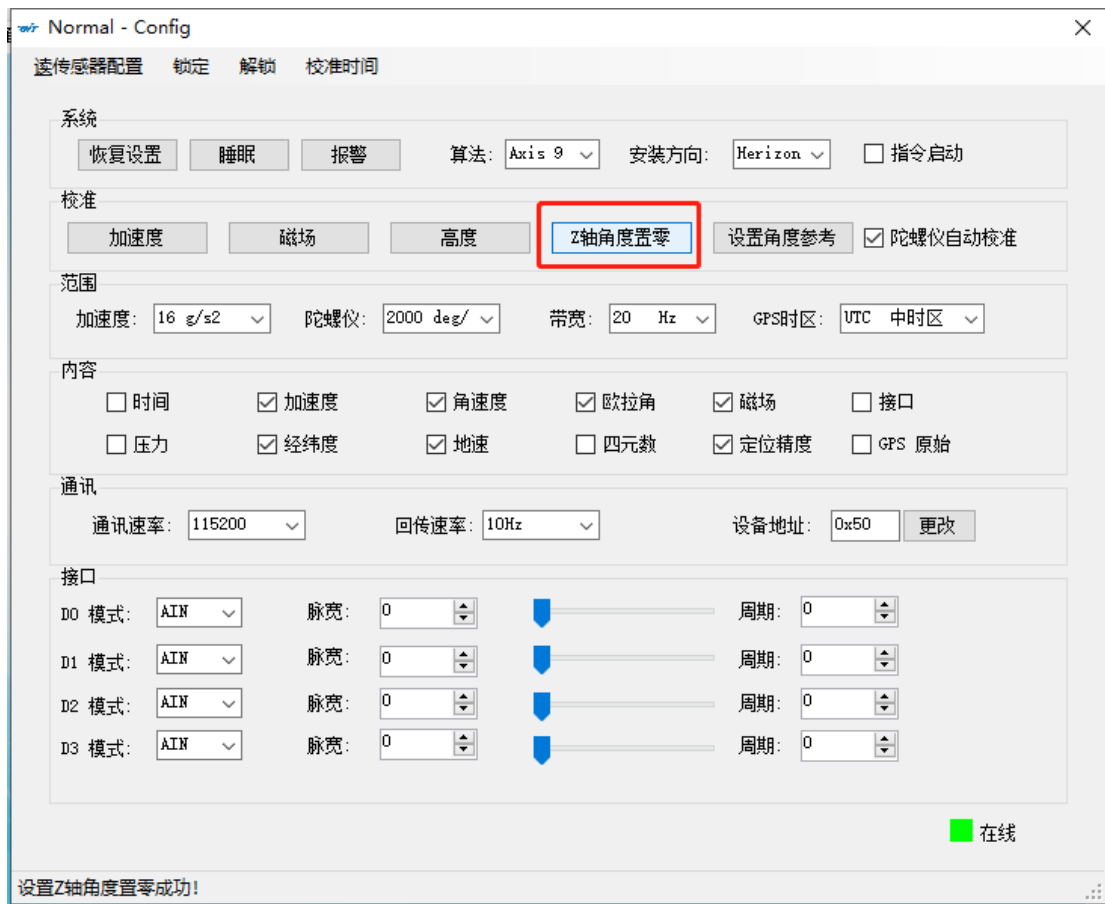 WIT Normal - Config
读传感器配置 锁定 解锁 校准时间
系统
恢复设置 睡眠 报警 算法: Axis 9 安装方向: Herizon 指令启动
校准
加速度 磁场 高度 Z轴角度置零 设置角度参考 陀螺仪自动校准
范围
加速度: 16 g/s2 陀螺仪: 2000 deg/ 带宽: 20 Hz GPS时区: UTC 中时区
内容
时间 加速度 角速度 欧拉角 磁场 接口
压力 经纬度 地速 四元数 定位精度 GPS 原始
通讯
通讯速率: 115200 回传速率: 10Hz 设备地址: 0x50 更改
接口
D0 模式: AIN 脉宽: 0 周期: 0
D1 模式: AIN 脉宽: 0 周期: 0
D2 模式: AIN 脉宽: 0 周期: 0
D3 模式: AIN 脉宽: 0 周期: 0
在线
设置Z轴角度置零成功!